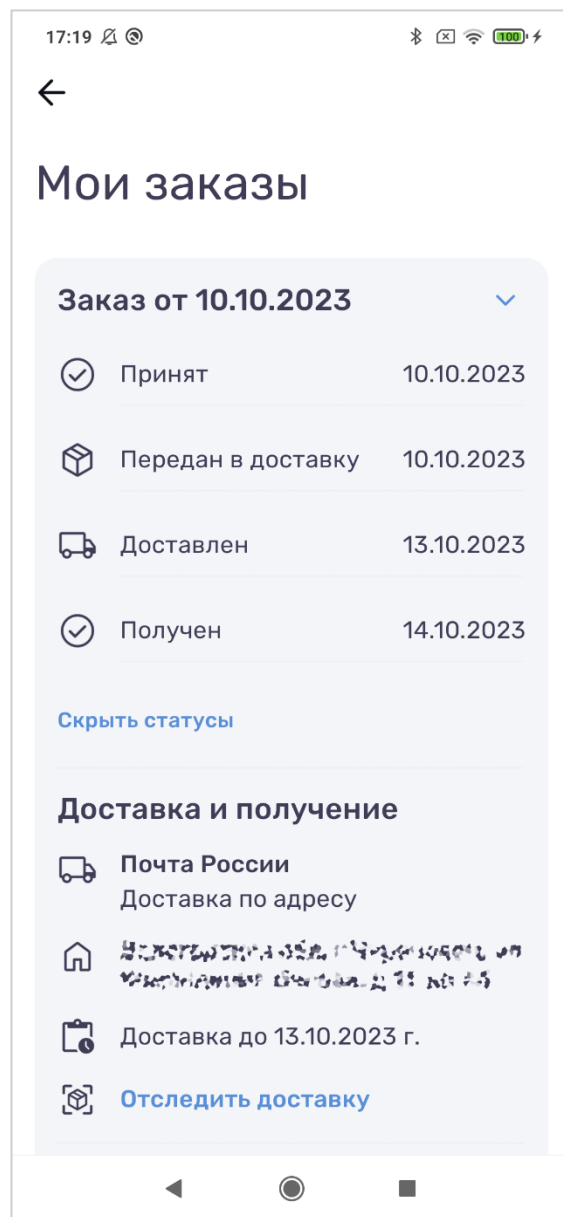 17:19
100
Мои заказы
Заказ от 10.10.2023
Принят 10.10.2023
Передан в доставку 10.10.2023
Доставлен 13.10.2023
Получен 14.10.2023
Скрыть статусы
Доставка и получение
Почта России
Доставка по адресу
Доставка до 13.10.2023 г.
Отследить доставку